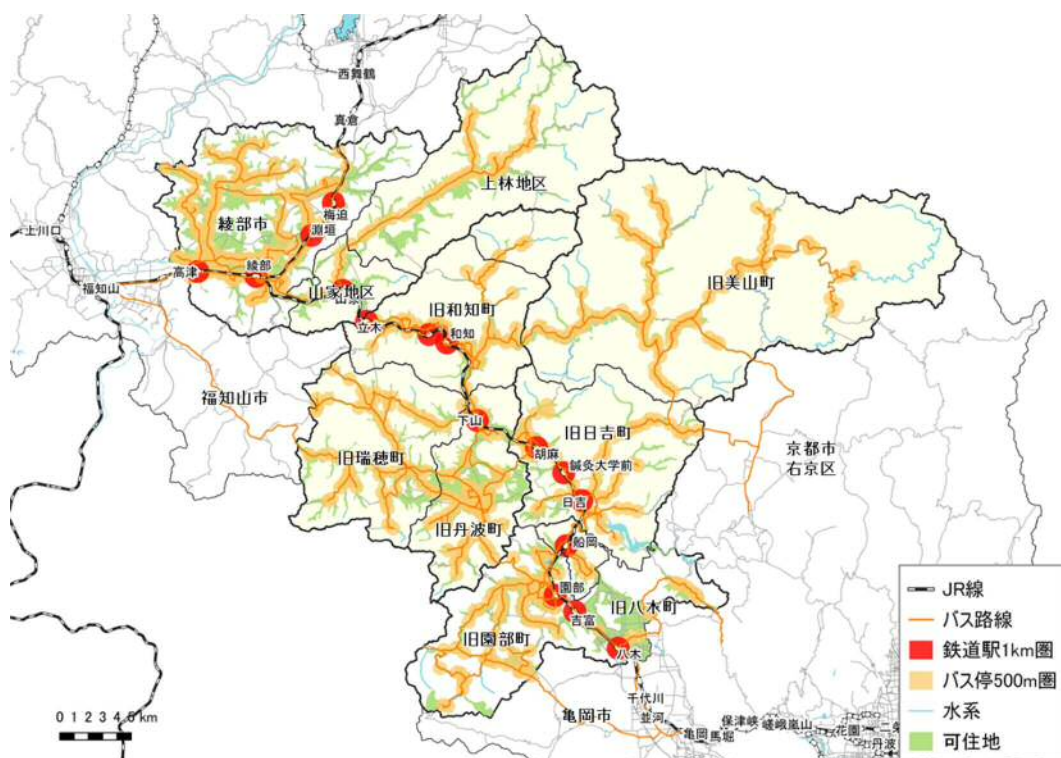 西舞鶴
真倉
上林地区
梅迫
綾部市
淵垣
上川口
高津
綾部
旧美山町
福知山
山家地区
旧和知町
立木
和知
福知山市
下山
旧日吉町
京都市
右京区
胡麻
旧瑞穂町
鍼灸大学前
日吉
旧丹波町
船岡
園部
旧八木町
吉富
旧園部町
八木
千代川
亀岡市
並河
亀岡
馬堀
保津峡
嵯峨嵐山
花園
二条
丹波
0 1 2 3 4 5 km
JR線
バス路線
鉄道駅1km圏
バス停500m圏
水系
可住地